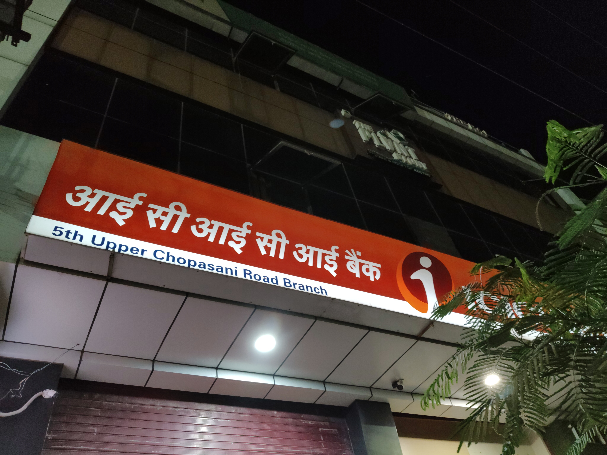 आई सी आई सी आई बैंक
5th Upper Chopasani Road Branch